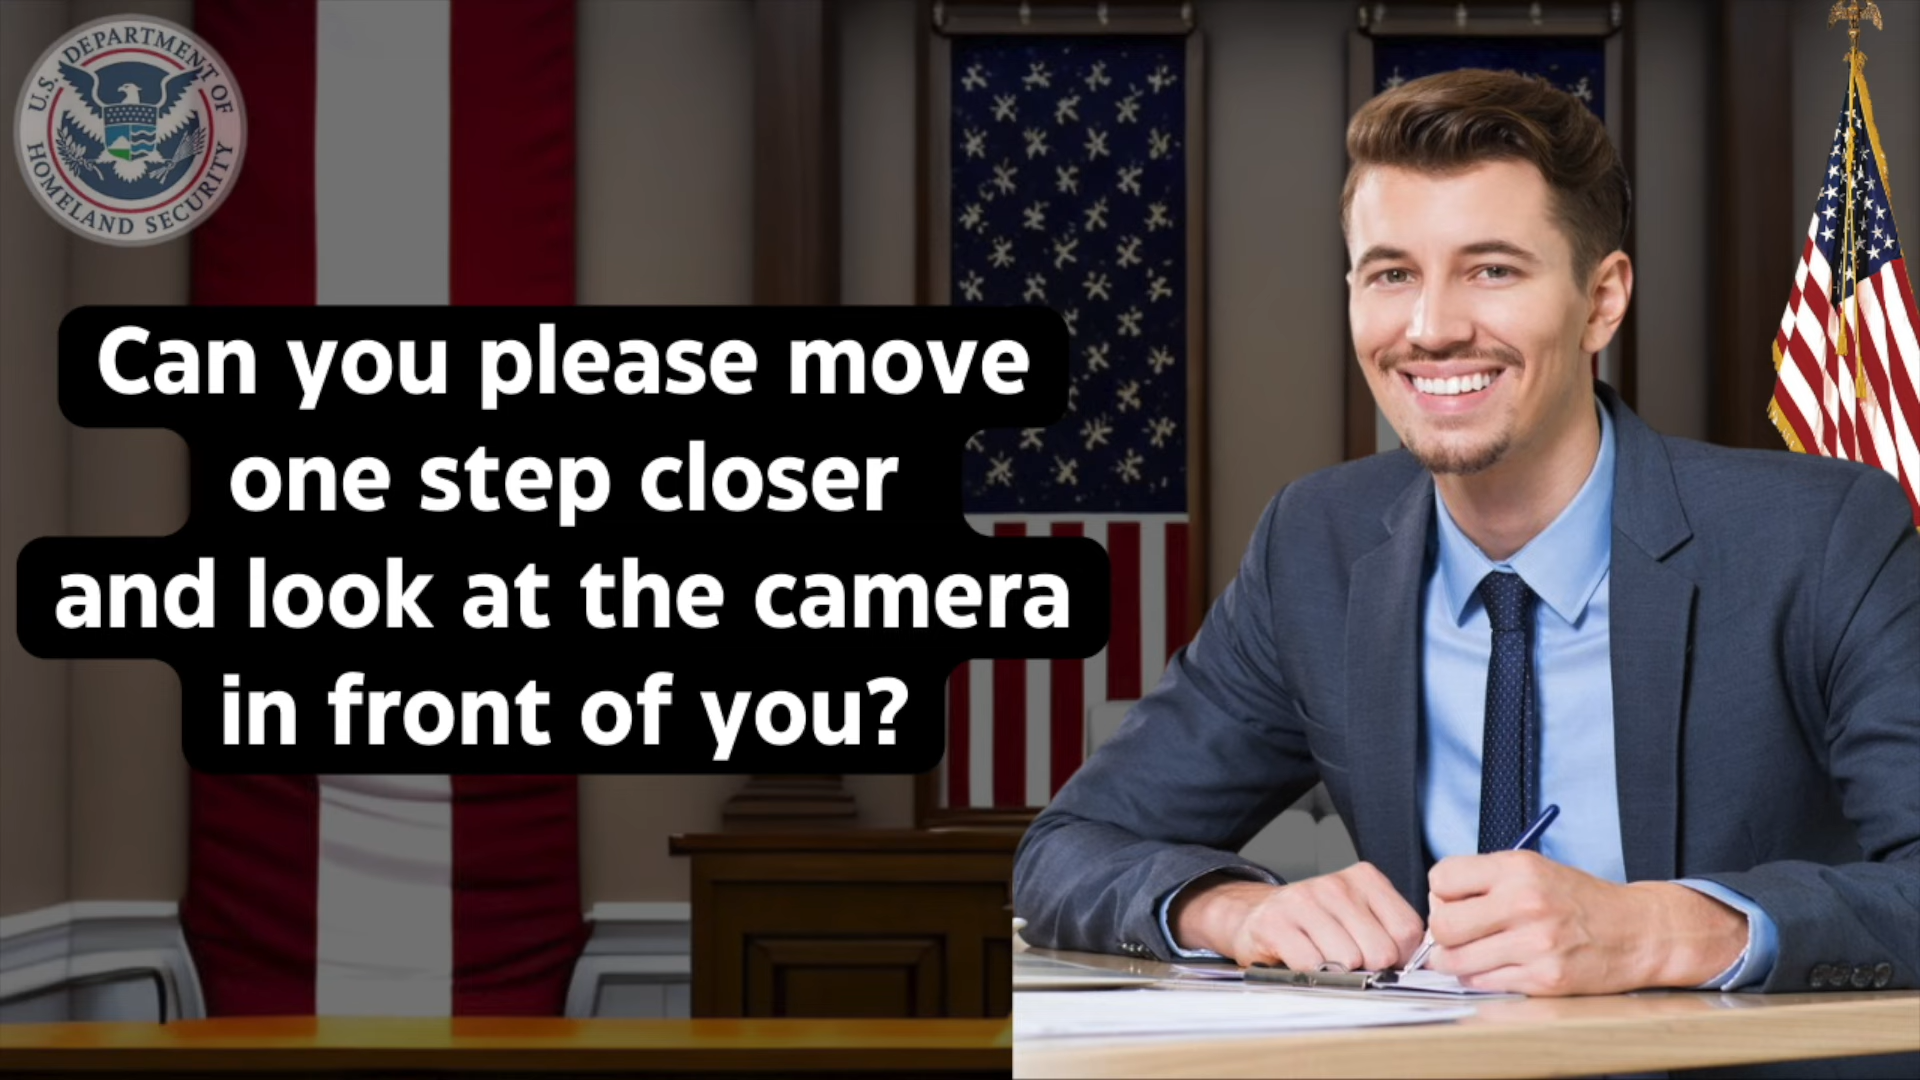 U.S. DEPARTMENT OF
HOMELAND SECURITY
Can you please move
one step closer
and look at the camera
in front of you?